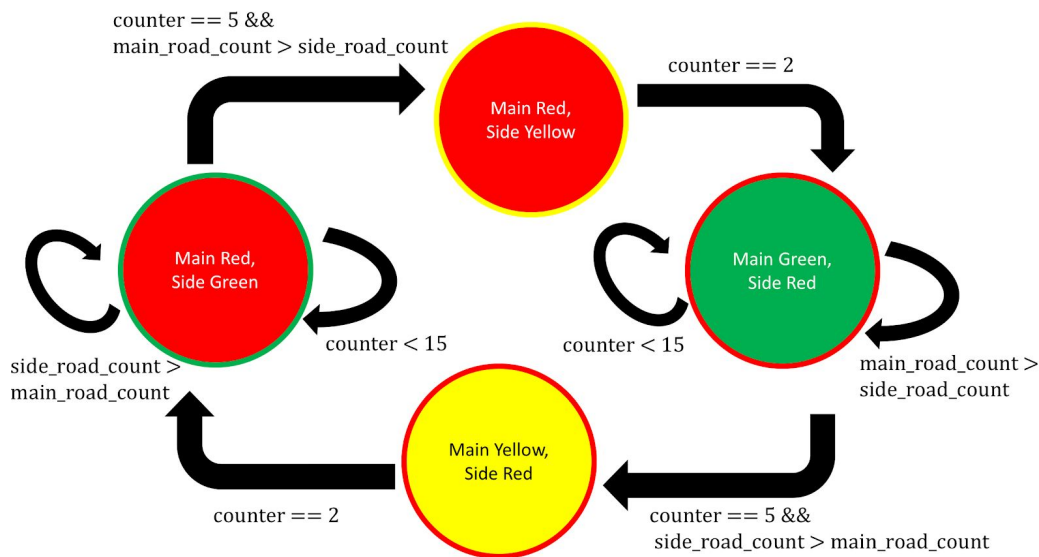 counter == 5 &&
main_road_count > side_road_count
counter == 2
Main Red,
Side Yellow
Main Red,
Side Green
Main Green,
Side Red
counter < 15
counter < 15
side_road_count >
main_road_count
main_road_count >
side_road_count
Main Yellow,
Side Red
counter == 2
counter == 5 &&
side_road_count > main_road_count